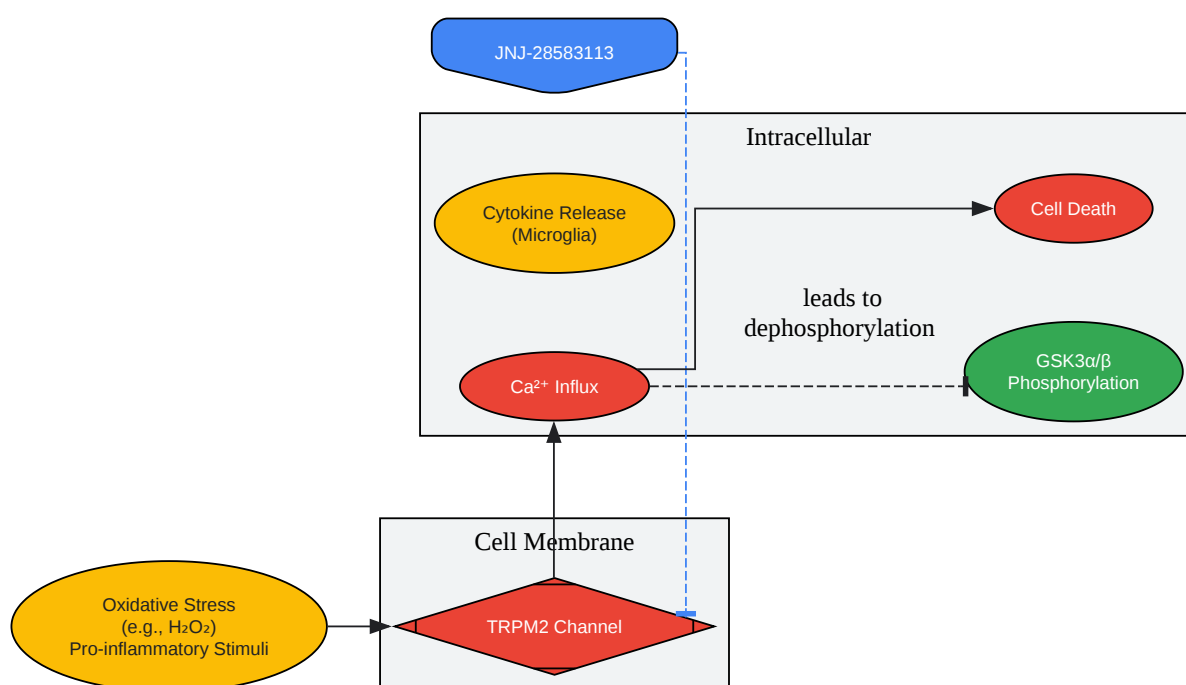 JNJ-28583113
Intracellular
Cytokine Release
(Microglia)
Cell Death
leads to
dephosphorylation
Ca²⁺ Influx
GSK3α/β
Phosphorylation
Cell Membrane
Oxidative Stress
(e.g., H₂O₂)
Pro-inflammatory Stimuli
TRPM2 Channel